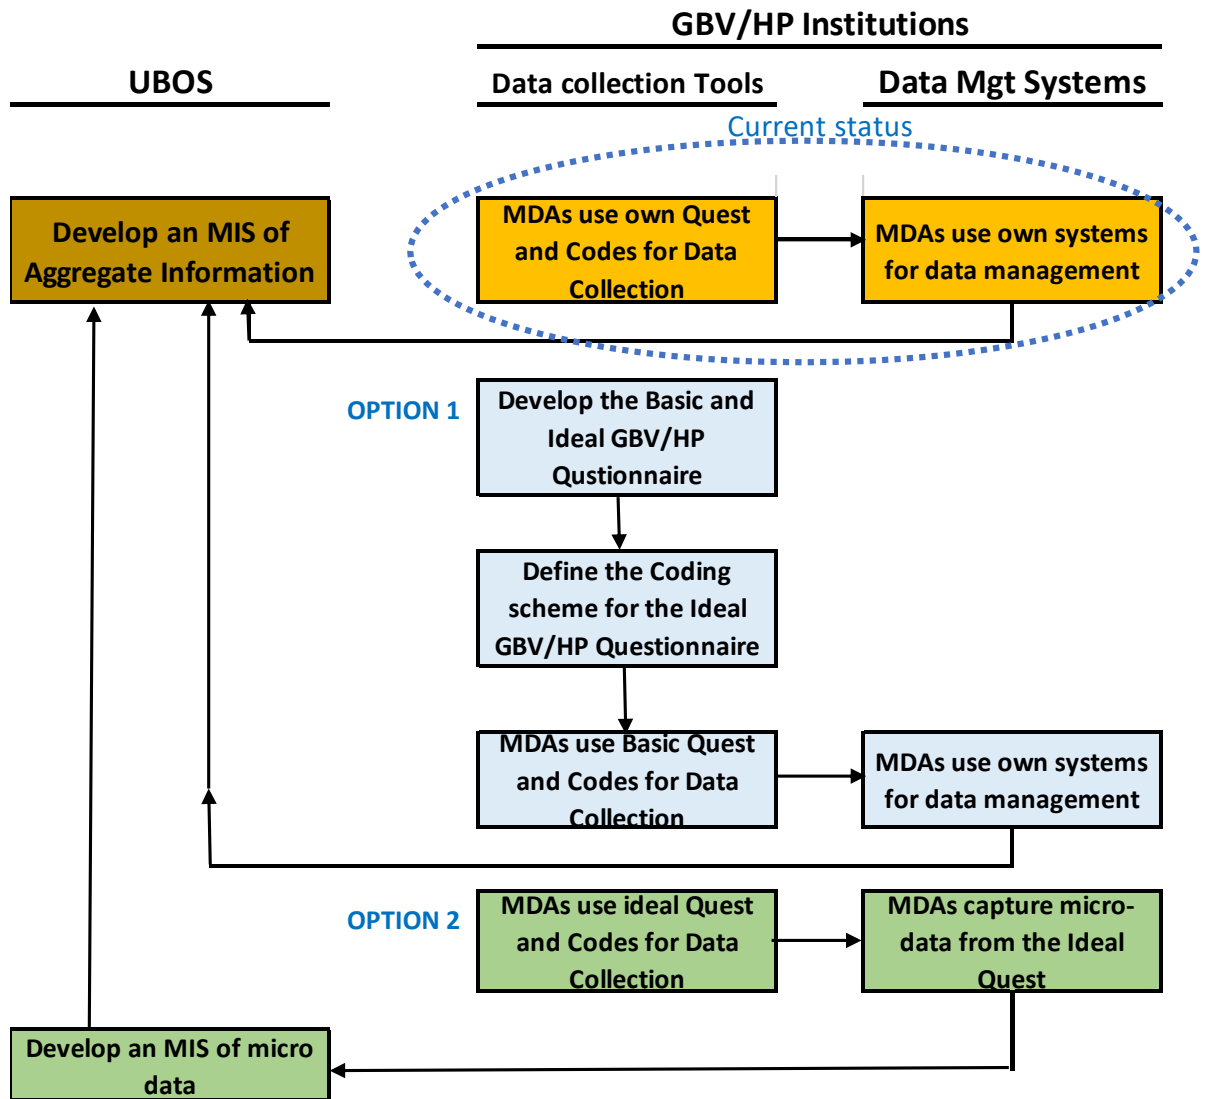 GBV/HP Institutions
UBOS
Data collection Tools
Data Mgt Systems
Current status
Develop an MIS of
Aggregate Information
MDAs use own Quest
and Codes for Data
Collection
MDAs use own systems
for data management
OPTION 1
Develop the Basic and
Ideal GBV/HP
Qustionnaire
Define the Coding
scheme for the Ideal
GBV/HP Questionnaire
MDAs use Basic Quest
and Codes for Data
Collection
MDAs use own systems
for data management
OPTION 2
MDAs use ideal Quest
and Codes for Data
Collection
MDAs capture micro-
data from the Ideal
Quest
Develop an MIS of micro
data